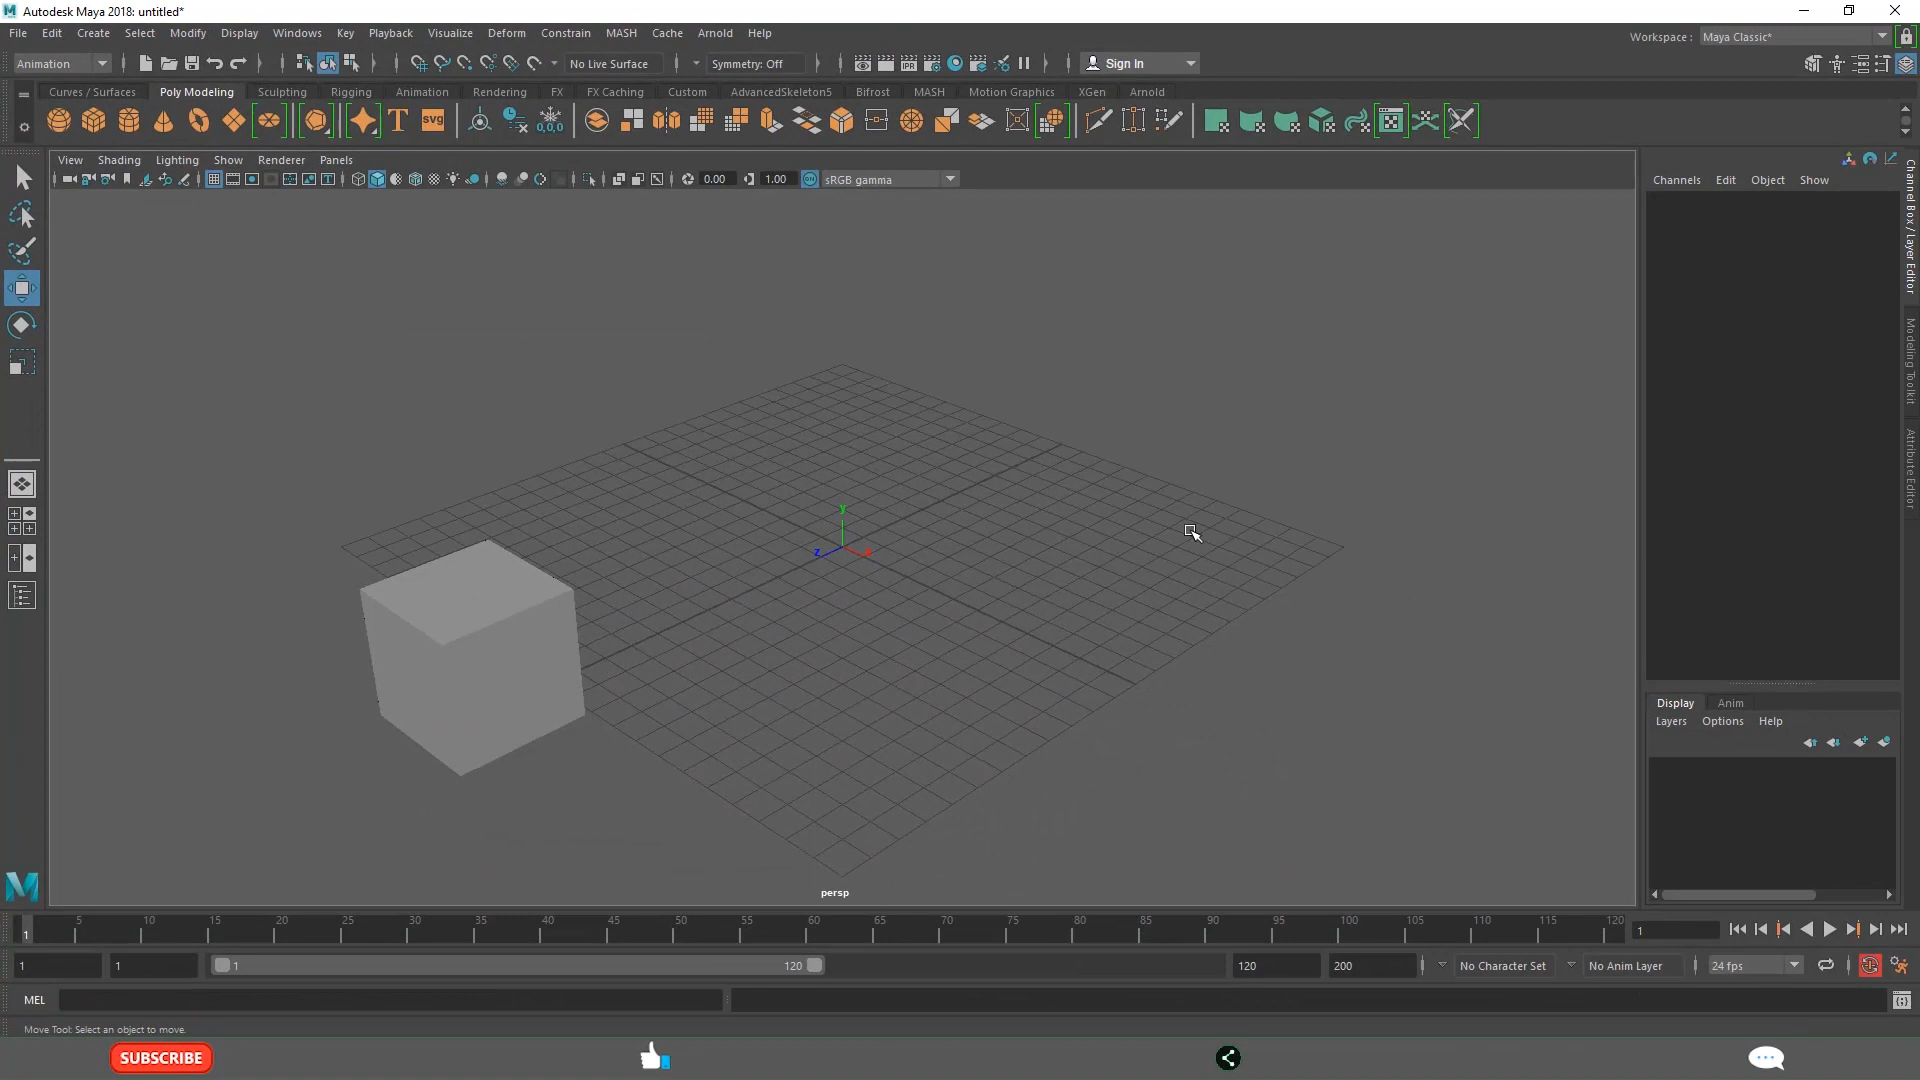 Autodesk Maya 2018: untitled*
File Edit Create Select Modify Display Windows Key Playback Visualize Deform Constrain MASH Cache Arnold Help
Workspace : Maya Classic*
Animation No Live Surface Symmetry: Off Sign In
Curves / Surfaces Poly Modeling Sculpting Rigging Animation Rendering FX FX Caching Custom AdvancedSkeleton5 Bifrost MASH Motion Graphics XGen Arnold
T svg 0,0,0
View Shading Lighting Show Renderer Panels
0.00 1.00 ON sRGB gamma
Channels Edit Object Show
Channel Box / Layer Editor
Modeling Toolkit
Attribute Editor
y
z x
persp
Display Anim
Layers Options Help
5 10 15 20 25 30 35 40 45 50 55 60 65 70 75 80 85 90 95 100 105 110 115 120
1 1
1 1 1 120 120 200 No Character Set No Anim Layer 24 fps
MEL
Move Tool: Select an object to move.
SUBSCRIBE